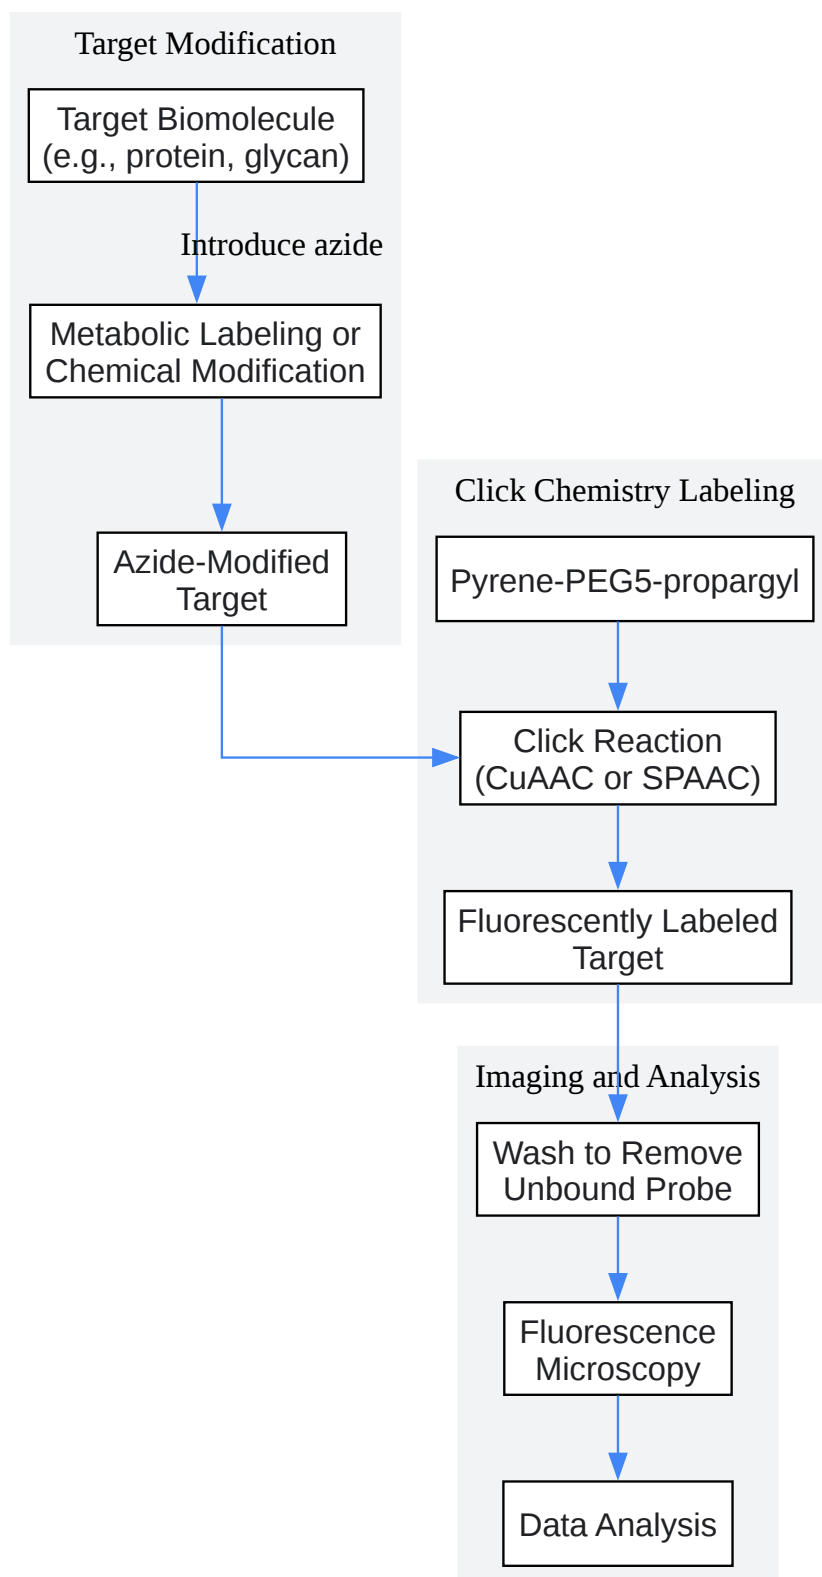 Target Modification
Target Biomolecule
(e.g., protein, glycan)
Introduce azide
Metabolic Labeling or
Chemical Modification
Azide-Modified
Target
Click Chemistry Labeling
Pyrene-PEG5-propargyl
Click Reaction
(CuAAC or SPAAC)
Fluorescently Labeled
Target
Imaging and Analysis
Wash to Remove
Unbound Probe
Fluorescence
Microscopy
Data Analysis